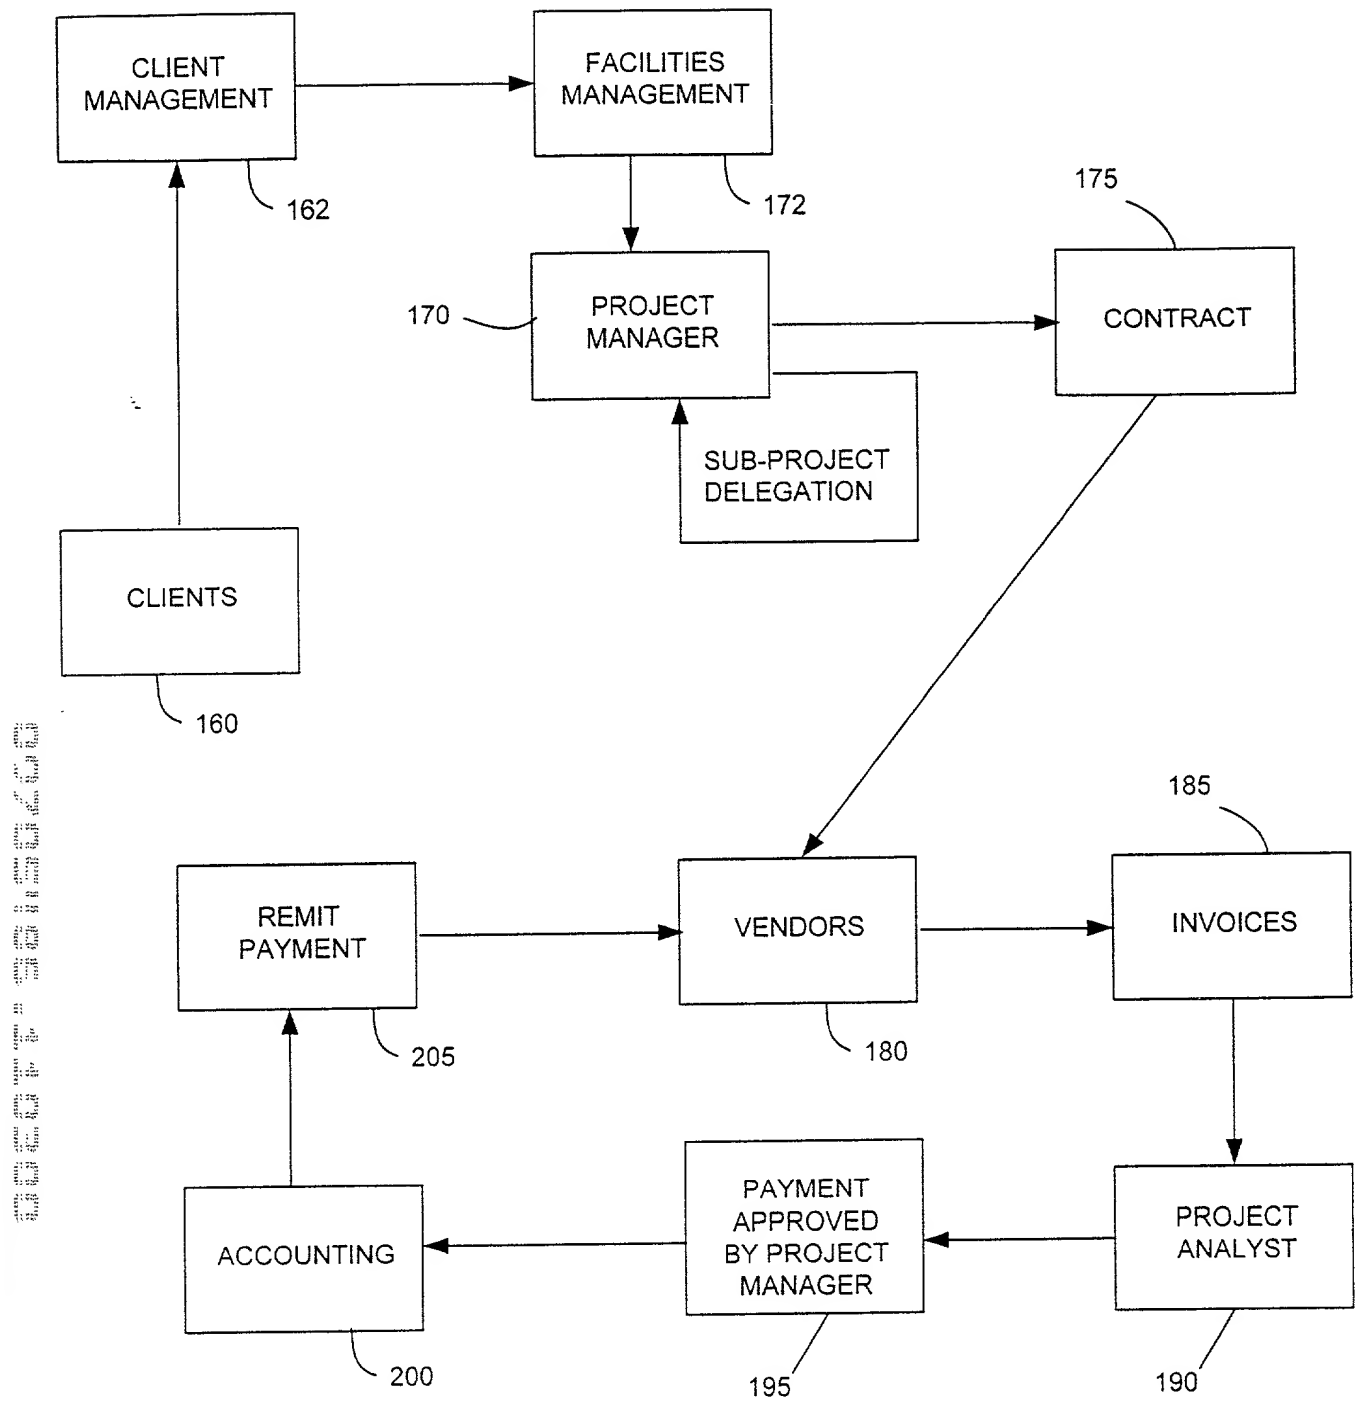 CLIENT
MANAGEMENT
162
FACILITIES
MANAGEMENT
172
175
170
PROJECT
MANAGER
CONTRACT
SUB-PROJECT
DELEGATION
CLIENTS
160
185
REMIT
PAYMENT
205
VENDORS
180
INVOICES
ACCOUNTING
200
PAYMENT
APPROVED
BY PROJECT
MANAGER
195
PROJECT
ANALYST
190